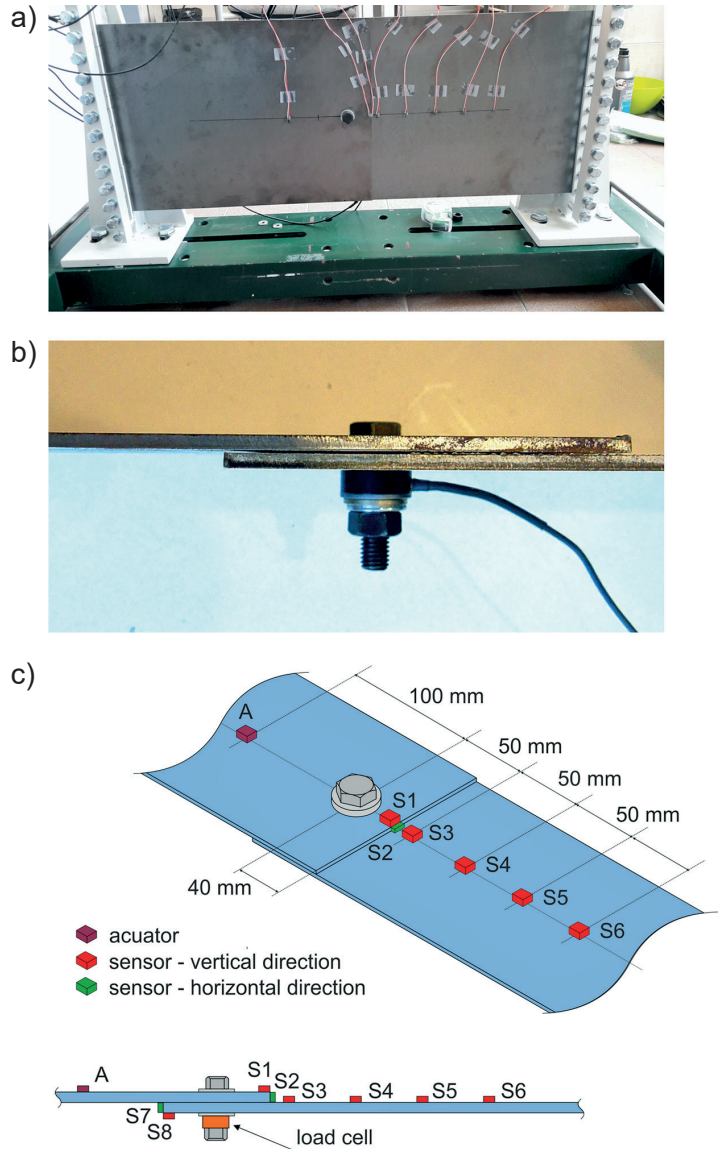 a)
b)
c)
A
100 mm
50 mm
50 mm
50 mm
S1
S2
S3
S4
S5
S6
40 mm
acuator
sensor - vertical direction
sensor - horizontal direction
A
S1
S2
S3
S4
S5
S6
S7
S8
load cell